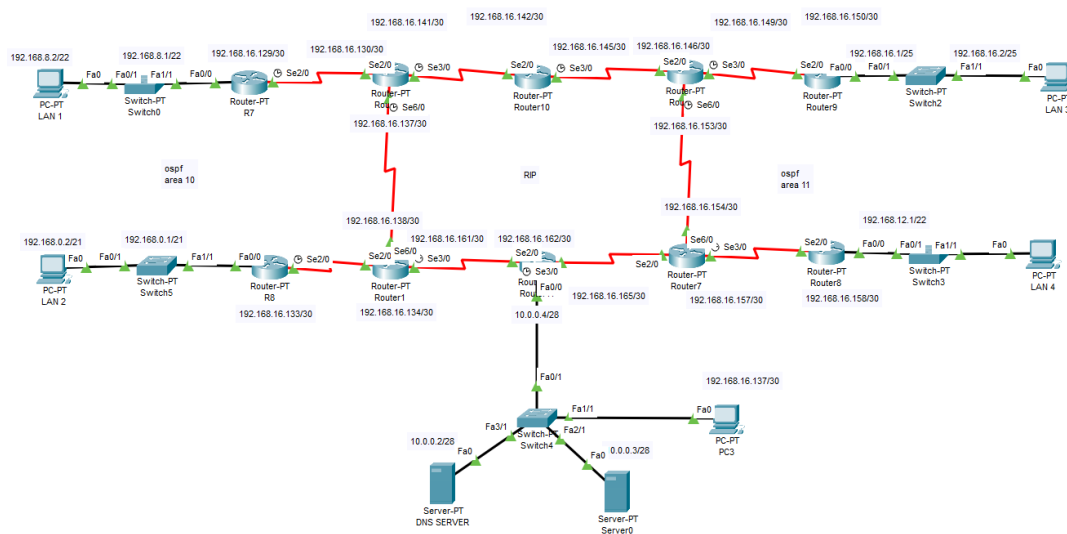 192.168.16.141/30
192.168.16.142/30
192.168.16.149/30
192.168.16.150/30
192.168.8.2/22
192.168.8.1/22
192.168.16.129/30
192.168.16.130/30
192.168.16.145/30
192.168.16.146/30
192.168.16.1/25
192.168.16.2/25
Fa0
Fa0/1
Fa1/1
Fa0/0
Se2/0
Se2/0
Se3/0
Se2/0
Se3/0
Se2/0
Se3/0
Se2/0
Fa0/0
Fa0/1
Fa1/1
Fa0
PC-PT
LAN 1
Switch-PT
Switch0
Router-PT
R7
Router-PT
Rou
Se6/0
Router-PT
Router10
Router-PT
Rou
Se6/0
Router-PT
Router9
Switch-PT
Switch2
PC-PT
LAN 3
192.168.16.137/30
192.168.16.153/30
ospf
area 10
RIP
ospf
area 11
192.168.16.154/30
192.168.16.138/30
192.168.12.1/22
192.168.0.2/21
192.168.0.1/21
192.168.16.161/30
192.168.16.162/30
Fa0
Fa0/1
Fa1/1
Fa0/0
Se2/0
Se2/0
Se6/0
Se3/0
Se2/0
Se3/0
Se2/0
Se6/0
Se3/0
Se2/0
Fa0/0
Fa0/1
Fa1/1
Fa0
PC-PT
LAN 2
Switch-PT
Switch5
Router-PT
R8
Router-PT
Router1
Router-PT
Rou...
Fa0/0
Router-PT
Router7
Router-PT
Router8
Switch-PT
Switch3
PC-PT
LAN 4
192.168.16.133/30
192.168.16.134/30
192.168.16.165/30
192.168.16.157/30
192.168.16.158/30
10.0.0.4/28
192.168.16.137/30
Fa0/1
Fa1/1
Fa0
Switch-PT
Switch4
PC-PT
PC3
Fa3/1
Fa2/1
10.0.0.2/28
0.0.0.3/28
Fa0
Fa0
Server-PT
DNS SERVER
Server-PT
Server0